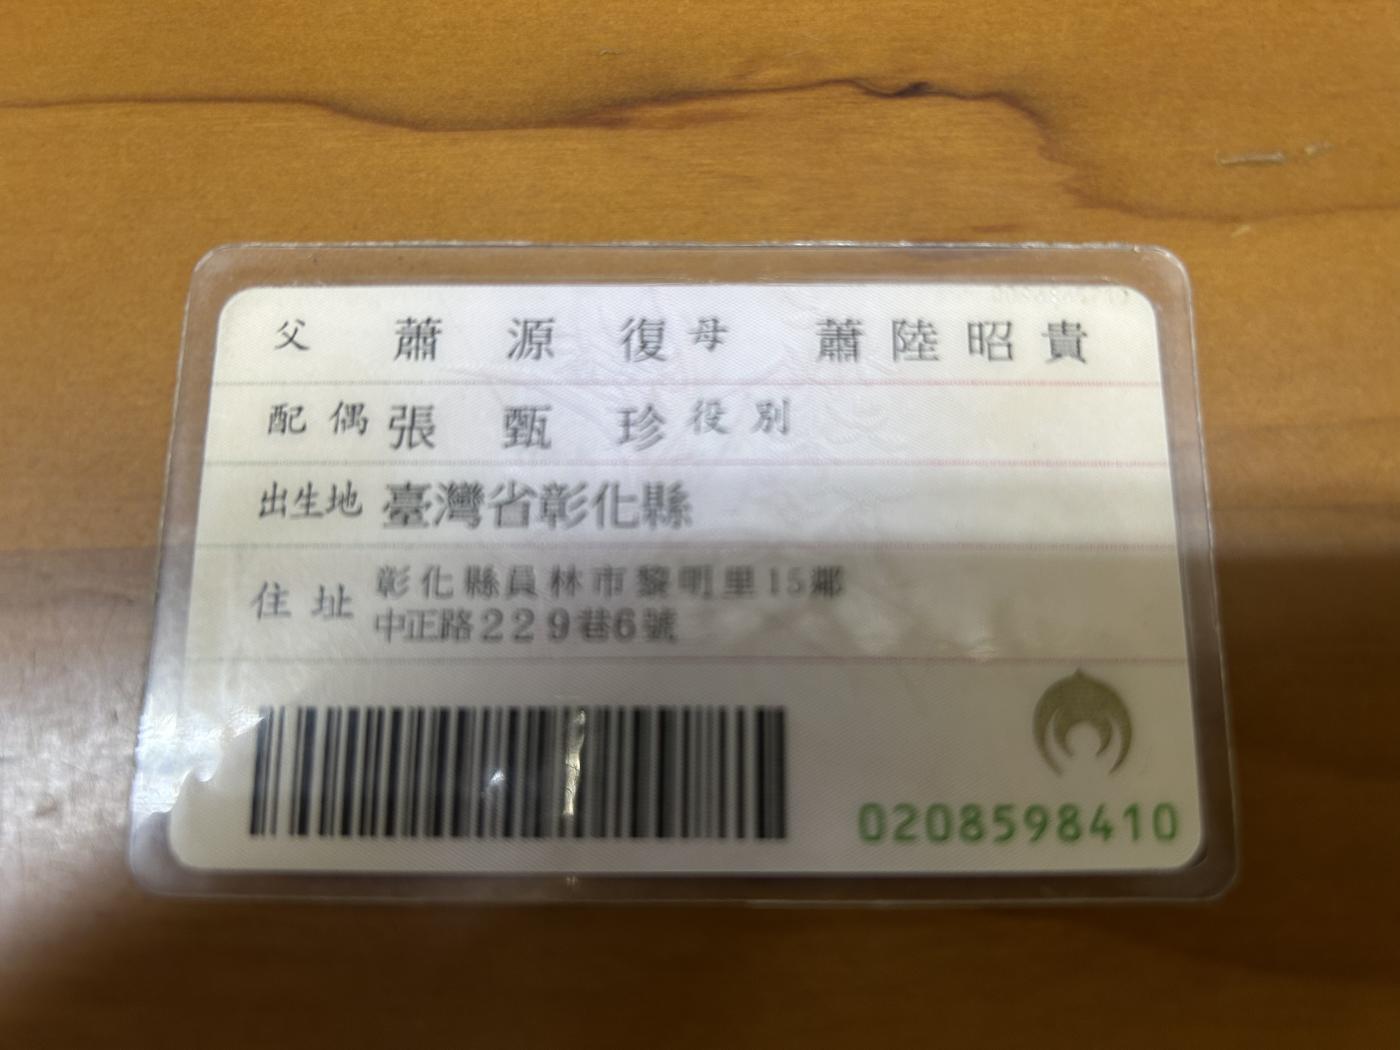 父 蕭源復 母 蕭陸昭貴
配偶 張甄珍 役別
出生地 臺灣省彰化縣
住址 彰化縣員林市黎明里15鄰
中正路229巷6號
0208598410